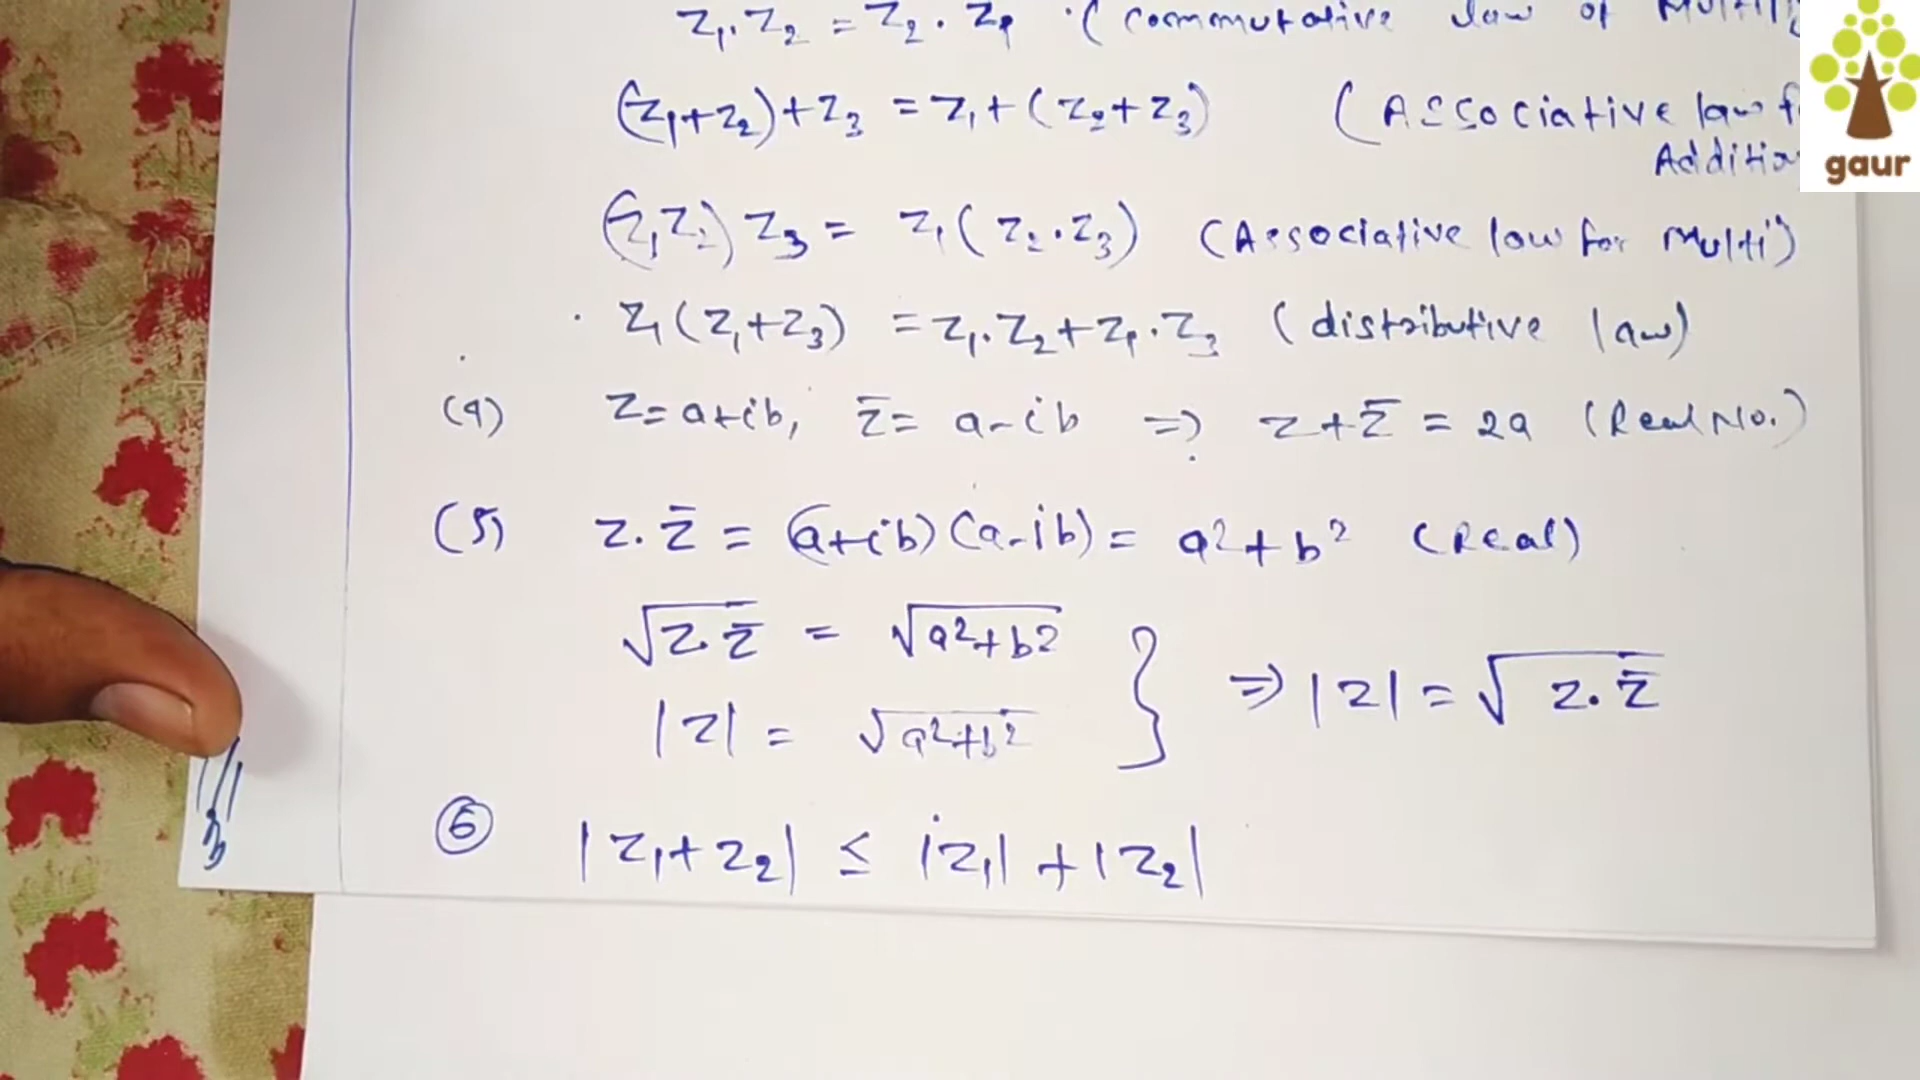 z₁.z₂ = z₂.z₁ (commutative law of Multi
(z₁+z₂)+z₃ = z₁+(z₂+z₃) (Associative law f
Additio
gaur
(z₁z₂) z₃ = z₁(z₂.z₃) (Associative law for Multi)
z₁(z₁+z₃) = z₁.z₂+z₁.z₃ (distributive law)
(4) z=a+ib, z̄= a-ib ⇒ z+z̄ = 2a (Real No.)
(5) z.z̄ = (a+ib)(a-ib) = a²+b² (Real)
√z.z̄ = √a²+b²
|z| = √a²+b² } ⇒ |z| = √z.z̄
⑥ |z₁+z₂| ≤ |z₁|+|z₂|